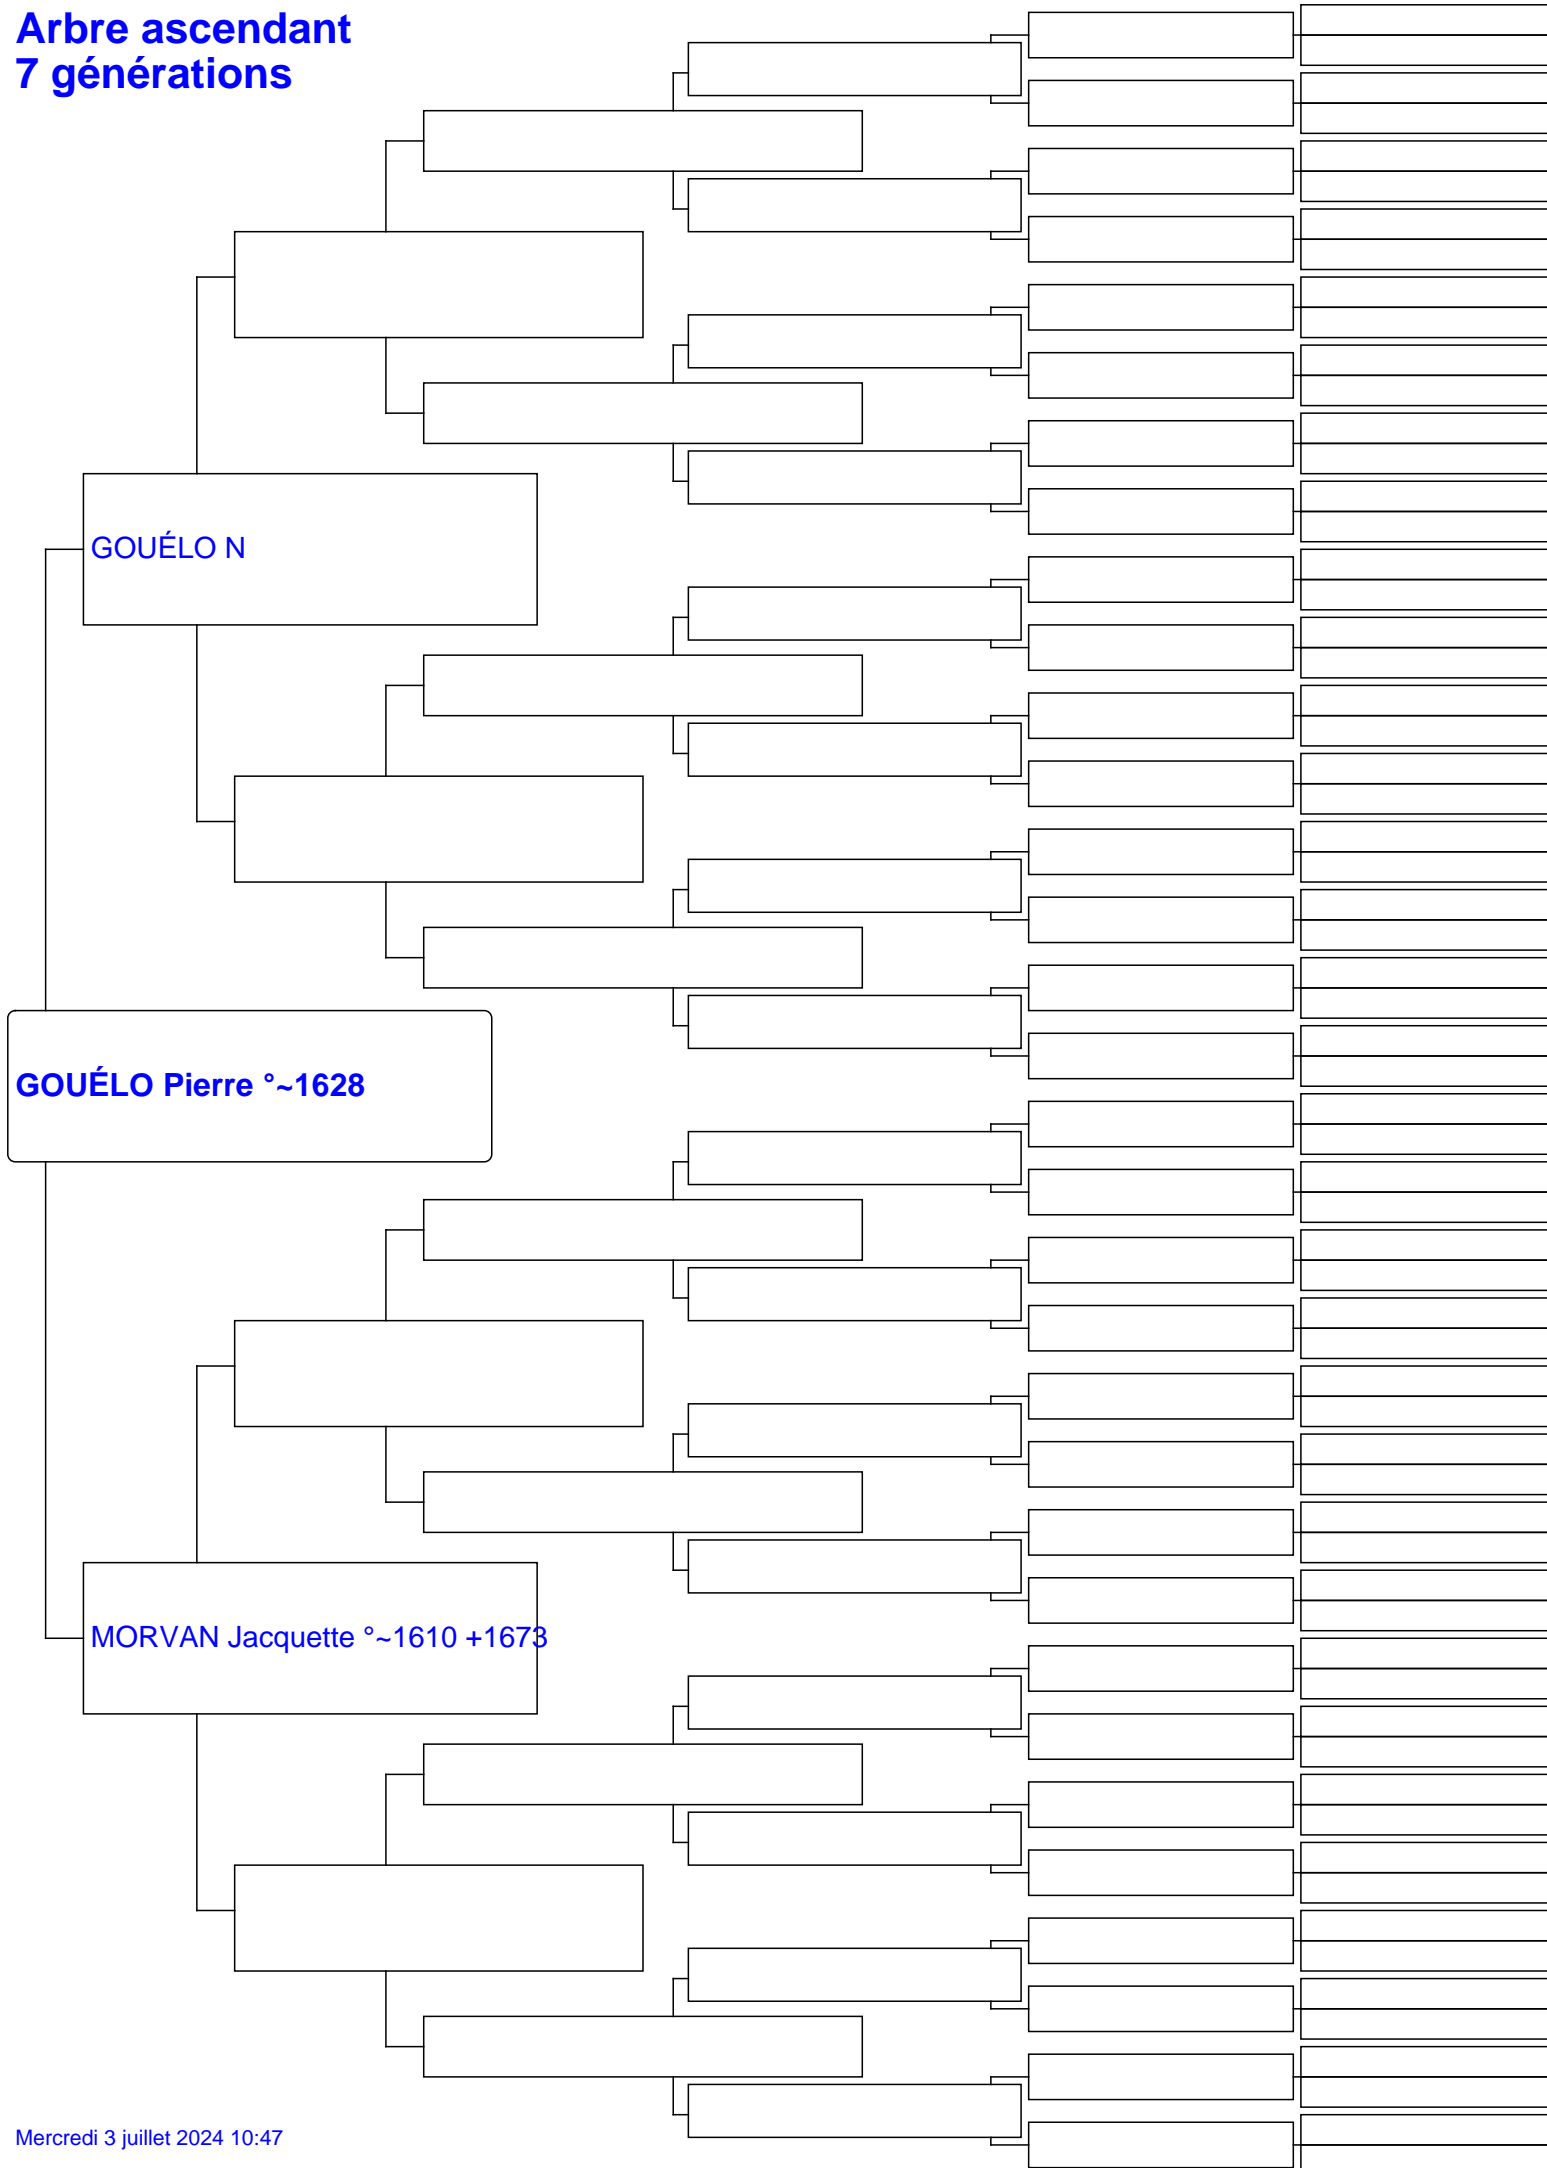 Arbre ascendant
7 générations
GOUÉLO N
GOUÉLO Pierre °~1628
MORVAN Jacquette °~1610 +1673
Mercredi 3 juillet 2024 10:47